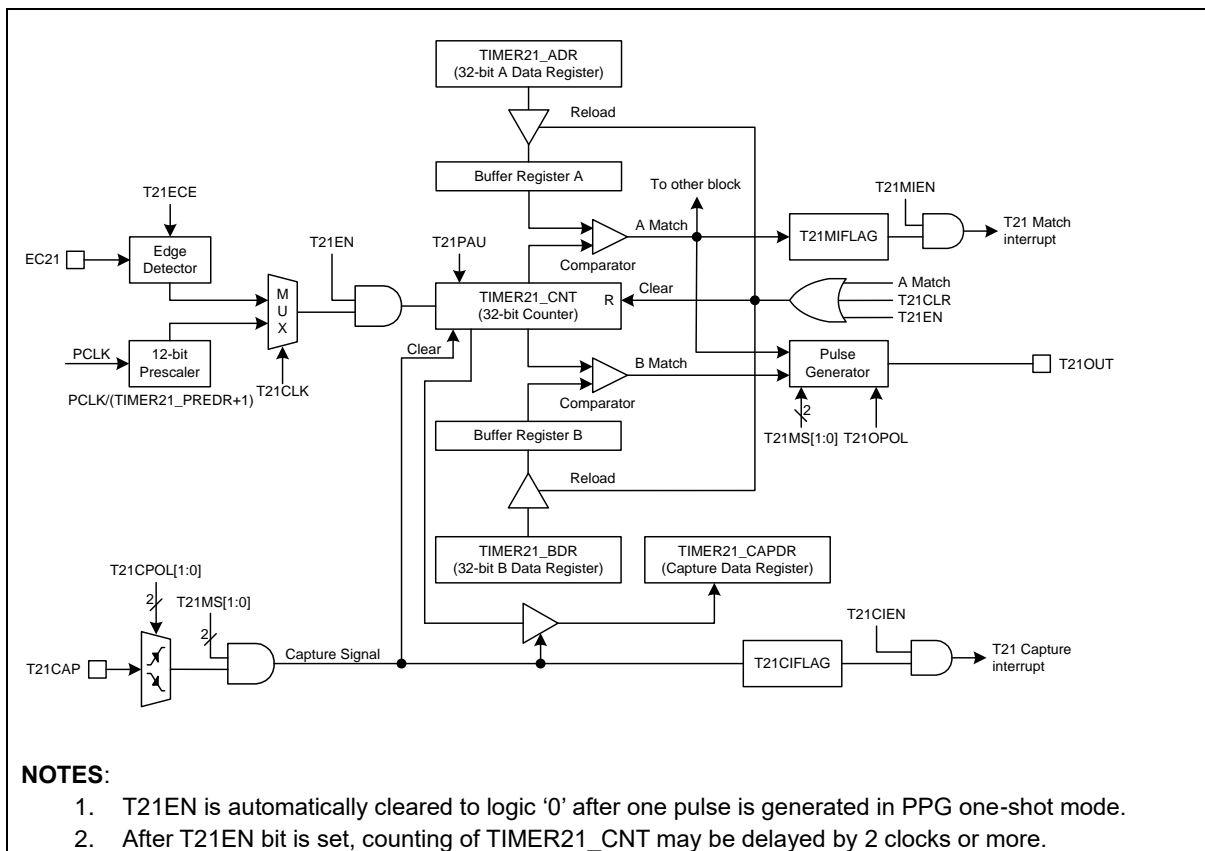 TIMER21_ADR
(32-bit A Data Register)
Reload
Buffer Register A
To other block
T21MIEN
T21ECE
T21EN
T21PAU
A Match
T21MIFLAG
T21 Match
interrupt
EC21
Edge
Detector
Comparator
M
U
X
TIMER21_CNT
(32-bit Counter)
R
Clear
A Match
T21CLR
T21EN
PCLK
12-bit
Prescaler
T21CLK
PCLK/(TIMER21_PREDR+1)
Clear
B Match
Pulse
Generator
T21OUT
Comparator
2
T21MS[1:0]
T21OPOL
Buffer Register B
Reload
TIMER21_BDR
(32-bit B Data Register)
TIMER21_CAPDR
(Capture Data Register)
T21CPOL[1:0]
2
T21MS[1:0]
2
T21CIEN
T21CAP
Capture Signal
T21CIFLAG
T21 Capture
interrupt
NOTES:
1. T21EN is automatically cleared to logic ‘0’ after one pulse is generated in PPG one-shot mode.
2. After T21EN bit is set, counting of TIMER21_CNT may be delayed by 2 clocks or more.